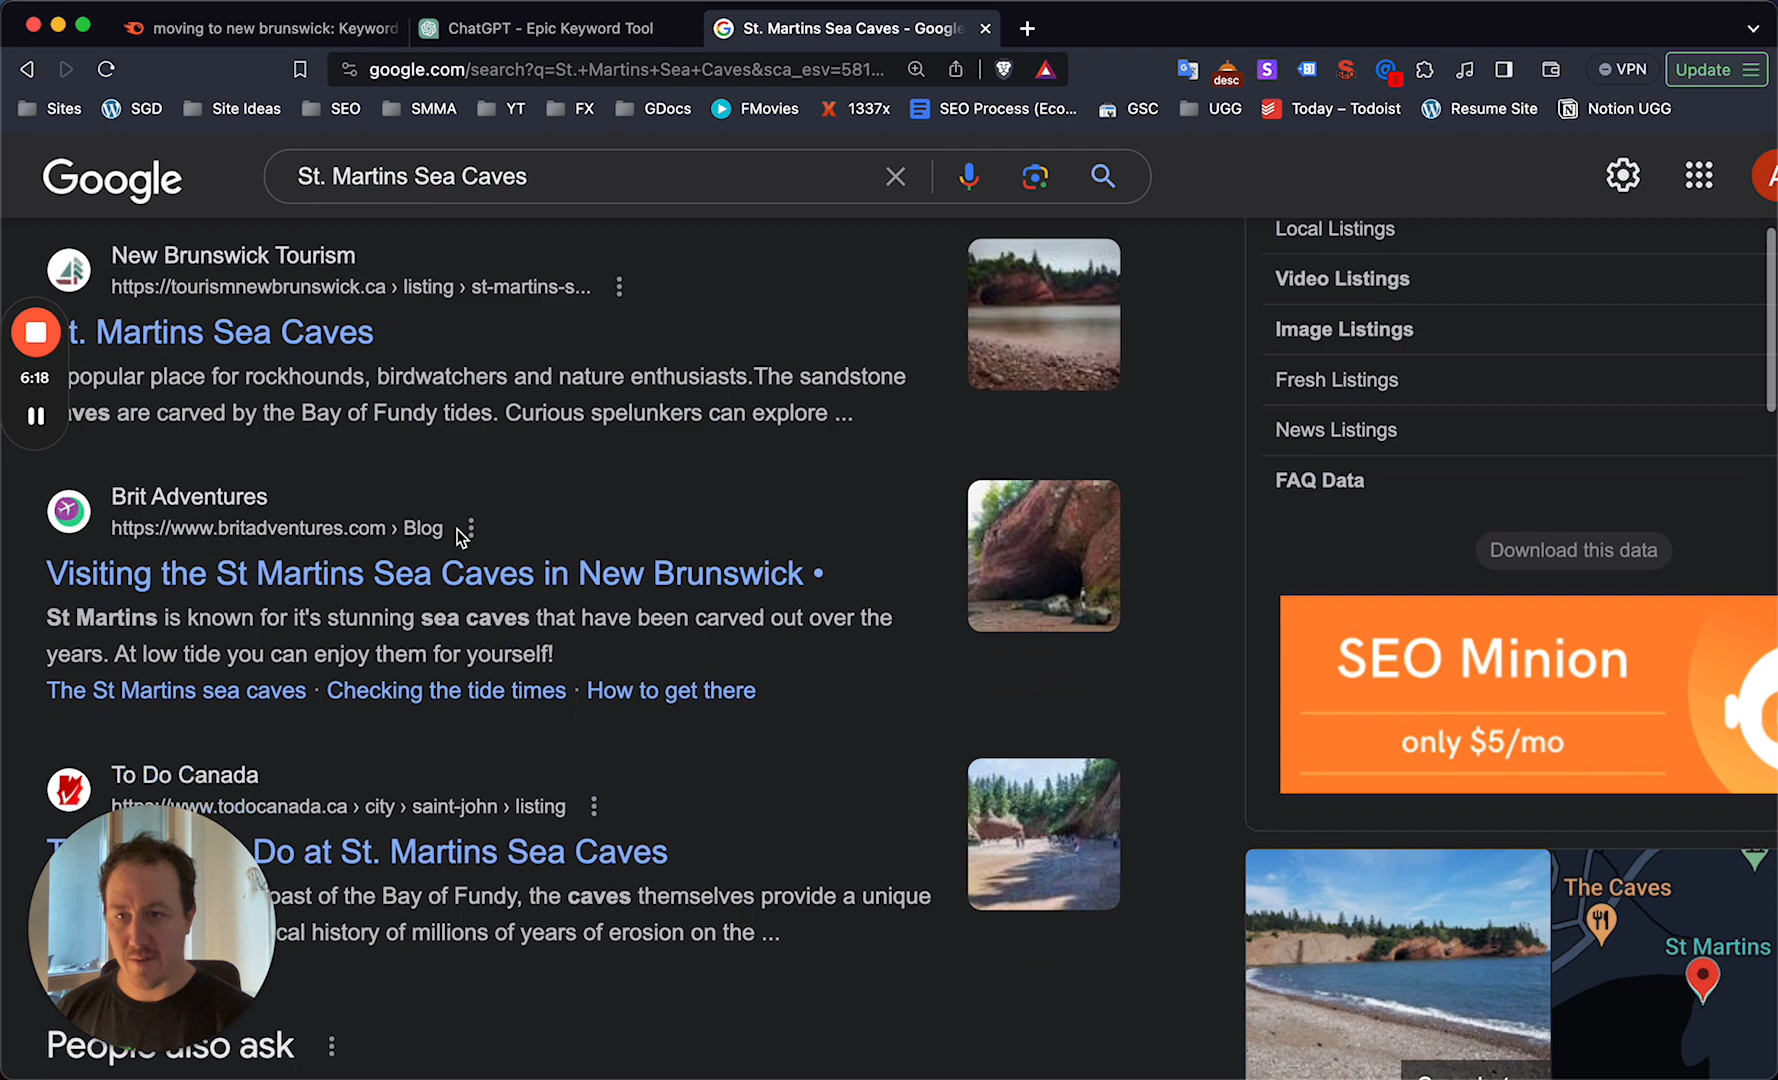 moving to new brunswick: Keyword
ChatGPT - Epic Keyword Tool
St. Martins Sea Caves - Google
google.com/search?q=St.+Martins+Sea+Caves&sca_esv=581...
desc
S
3
VPN
Update
Sites
SGD
Site Ideas
SEO
SMMA
YT
FX
GDocs
FMovies
1337x
SEO Process (Eco...
GSC
UGG
Today – Todoist
Resume Site
Notion UGG
Google
St. Martins Sea Caves
A
New Brunswick Tourism
https://tourismnewbrunswick.ca › listing › st-martins-s...
t. Martins Sea Caves
popular place for rockhounds, birdwatchers and nature enthusiasts.The sandstone
aves are carved by the Bay of Fundy tides. Curious spelunkers can explore ...
6:18
Brit Adventures
https://www.britadventures.com › Blog
Visiting the St Martins Sea Caves in New Brunswick •
St Martins is known for it's stunning sea caves that have been carved out over the
years. At low tide you can enjoy them for yourself!
The St Martins sea caves · Checking the tide times · How to get there
To Do Canada
https://www.todocanada.ca › city › saint-john › listing
Do at St. Martins Sea Caves
oast of the Bay of Fundy, the caves themselves provide a unique
cal history of millions of years of erosion on the ...
People also ask
Local Listings
Video Listings
Image Listings
Fresh Listings
News Listings
FAQ Data
Download this data
SEO Minion
only $5/mo
The Caves
St Martins